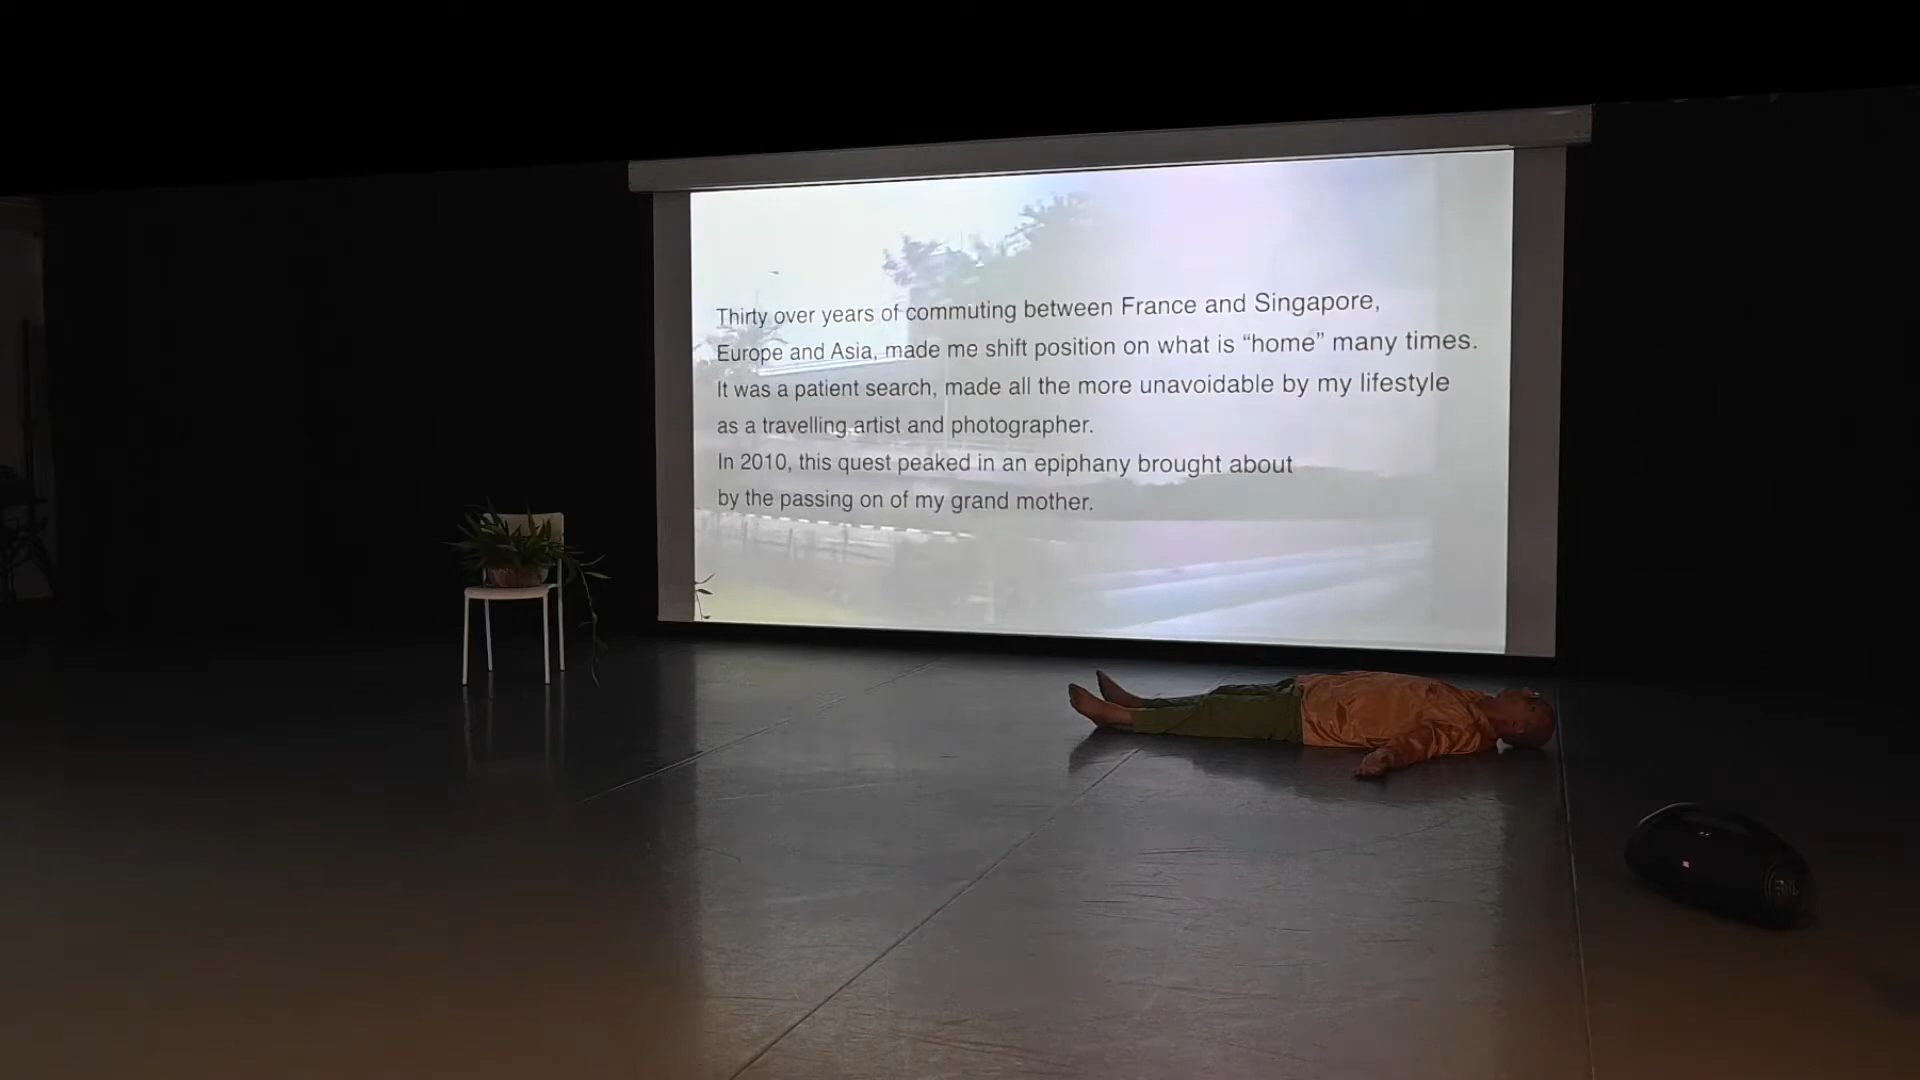 Thirty over years of commuting between France and Singapore,
Europe and Asia, made me shift position on what is “home” many times.
It was a patient search, made all the more unavoidable by my lifestyle
as a travelling artist and photographer.
In 2010, this quest peaked in an epiphany brought about
by the passing on of my grand mother.